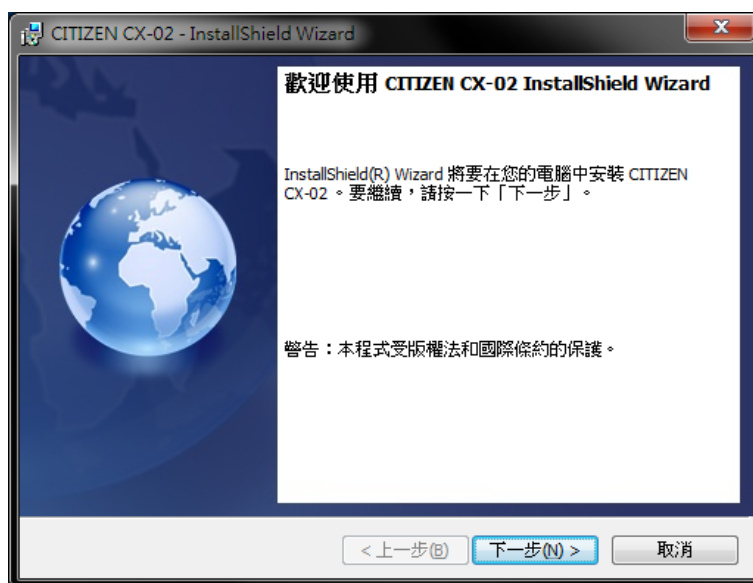 CITIZEN CX-02 - InstallShield Wizard
歡迎使用 CITIZEN CX-02 InstallShield Wizard
InstallShield(R) Wizard 將要在您的電腦中安裝 CITIZEN
CX-02。要繼續，請按一下「下一步」。
警告：本程式受版權法和國際條約的保護。
< 上一步(B) 下一步(N) > 取消